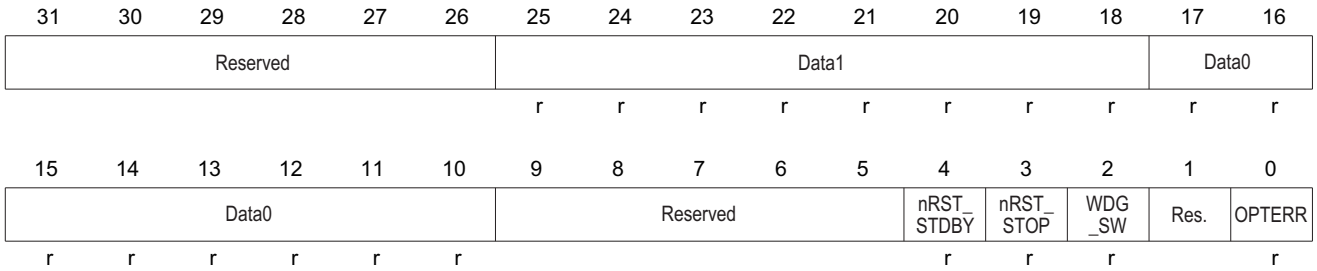 31 30 29 28 27 26 25 24 23 22 21 20 19 18 17 16
Reserved Data1 Data0
r r r r r r r r r r
15 14 13 12 11 10 9 8 7 6 5 4 3 2 1 0
Data0 Reserved nRST_ STDBY nRST_ STOP WDG _SW Res. OPTERR
r r r r r r r r r r